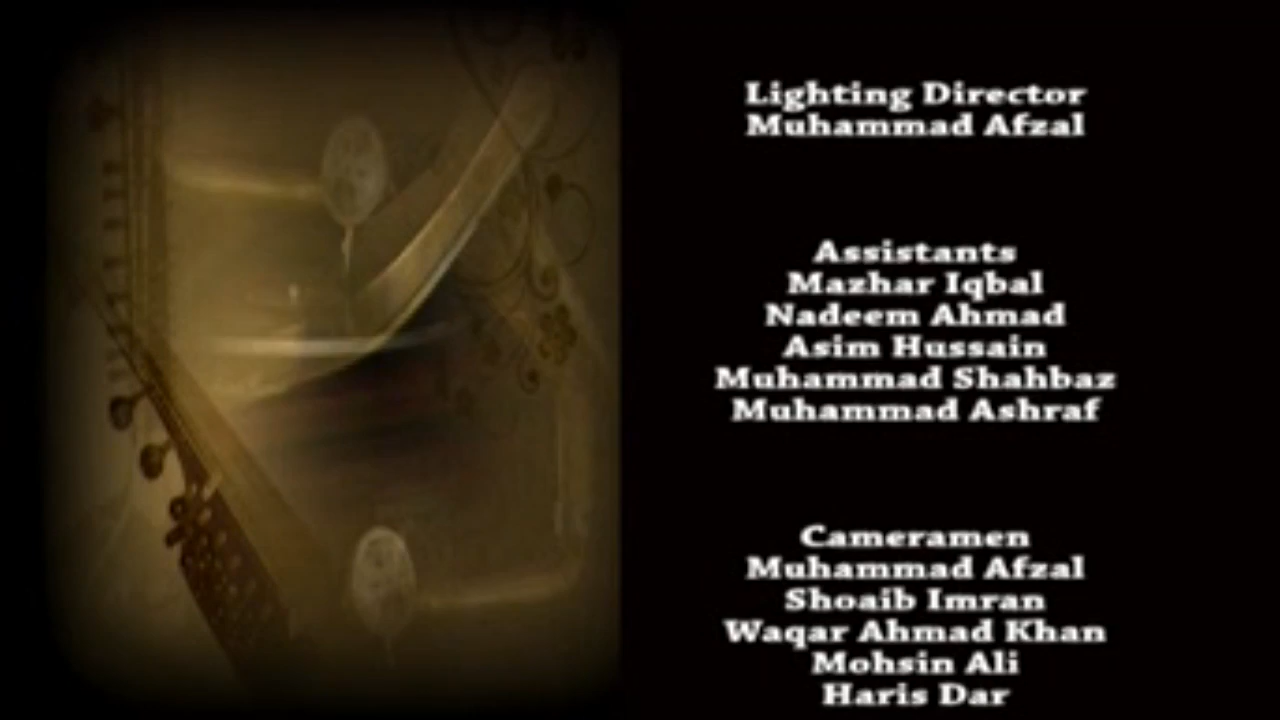 Lighting Director
Muhammad Afzal
Assistants
Mazhar Iqbal
Nadeem Ahmad
Asim Hussain
Muhammad Shahbaz
Muhammad Ashraf
Cameramen
Muhammad Afzal
Shoaib Imran
Waqar Ahmad Khan
Mohsin Ali
Haris Dar